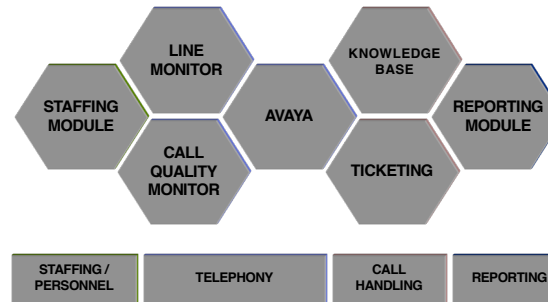 LINE
MONITOR
KNOWLEDGE
BASE
STAFFING
MODULE
AVAYA
REPORTING
MODULE
CALL
QUALITY
MONITOR
TICKETING
STAFFING /
PERSONNEL
TELEPHONY
CALL
HANDLING
REPORTING